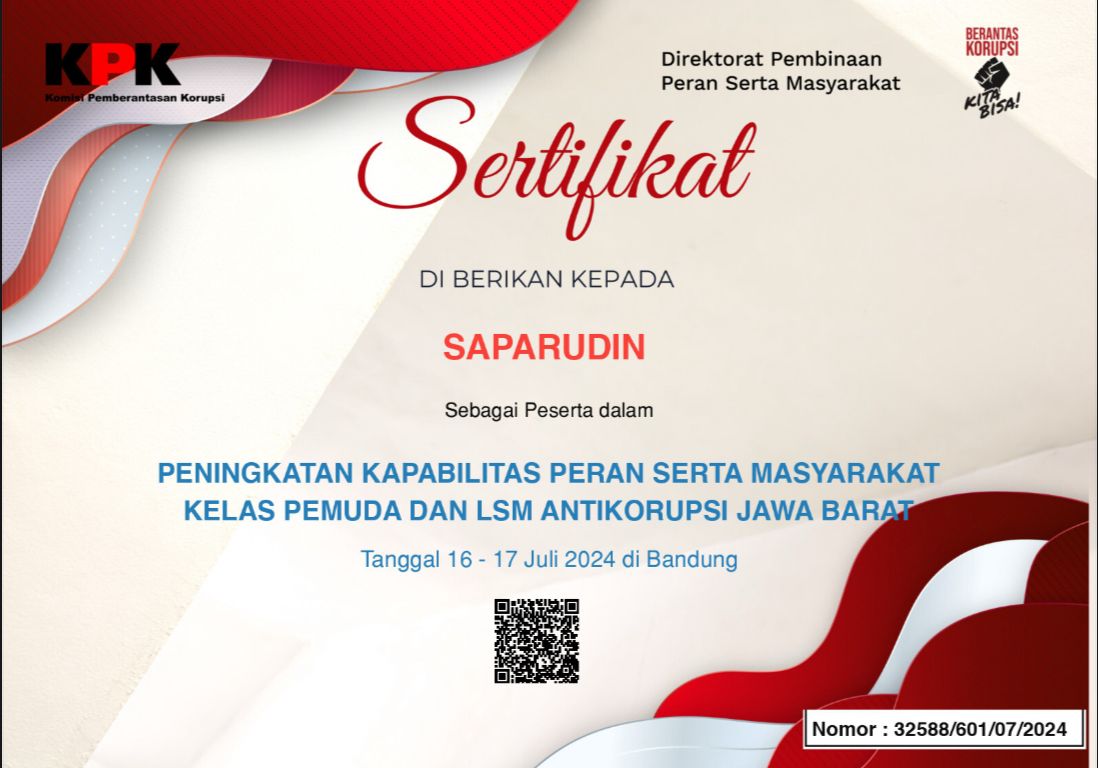 KPK
Komisi Pemberantasan Korupsi
Direktorat Pembinaan
Peran Serta Masyarakat
BERANTAS
KORUPSI
KITA
BISA!
Sertifikat
DI BERIKAN KEPADA
SAPARUDIN
Sebagai Peserta dalam
PENINGKATAN KAPABILITAS PERAN SERTA MASYARAKAT
KELAS PEMUDA DAN LSM ANTIKORUPSI JAWA BARAT
Tanggal 16 - 17 Juli 2024 di Bandung
Nomor : 32588/601/07/2024